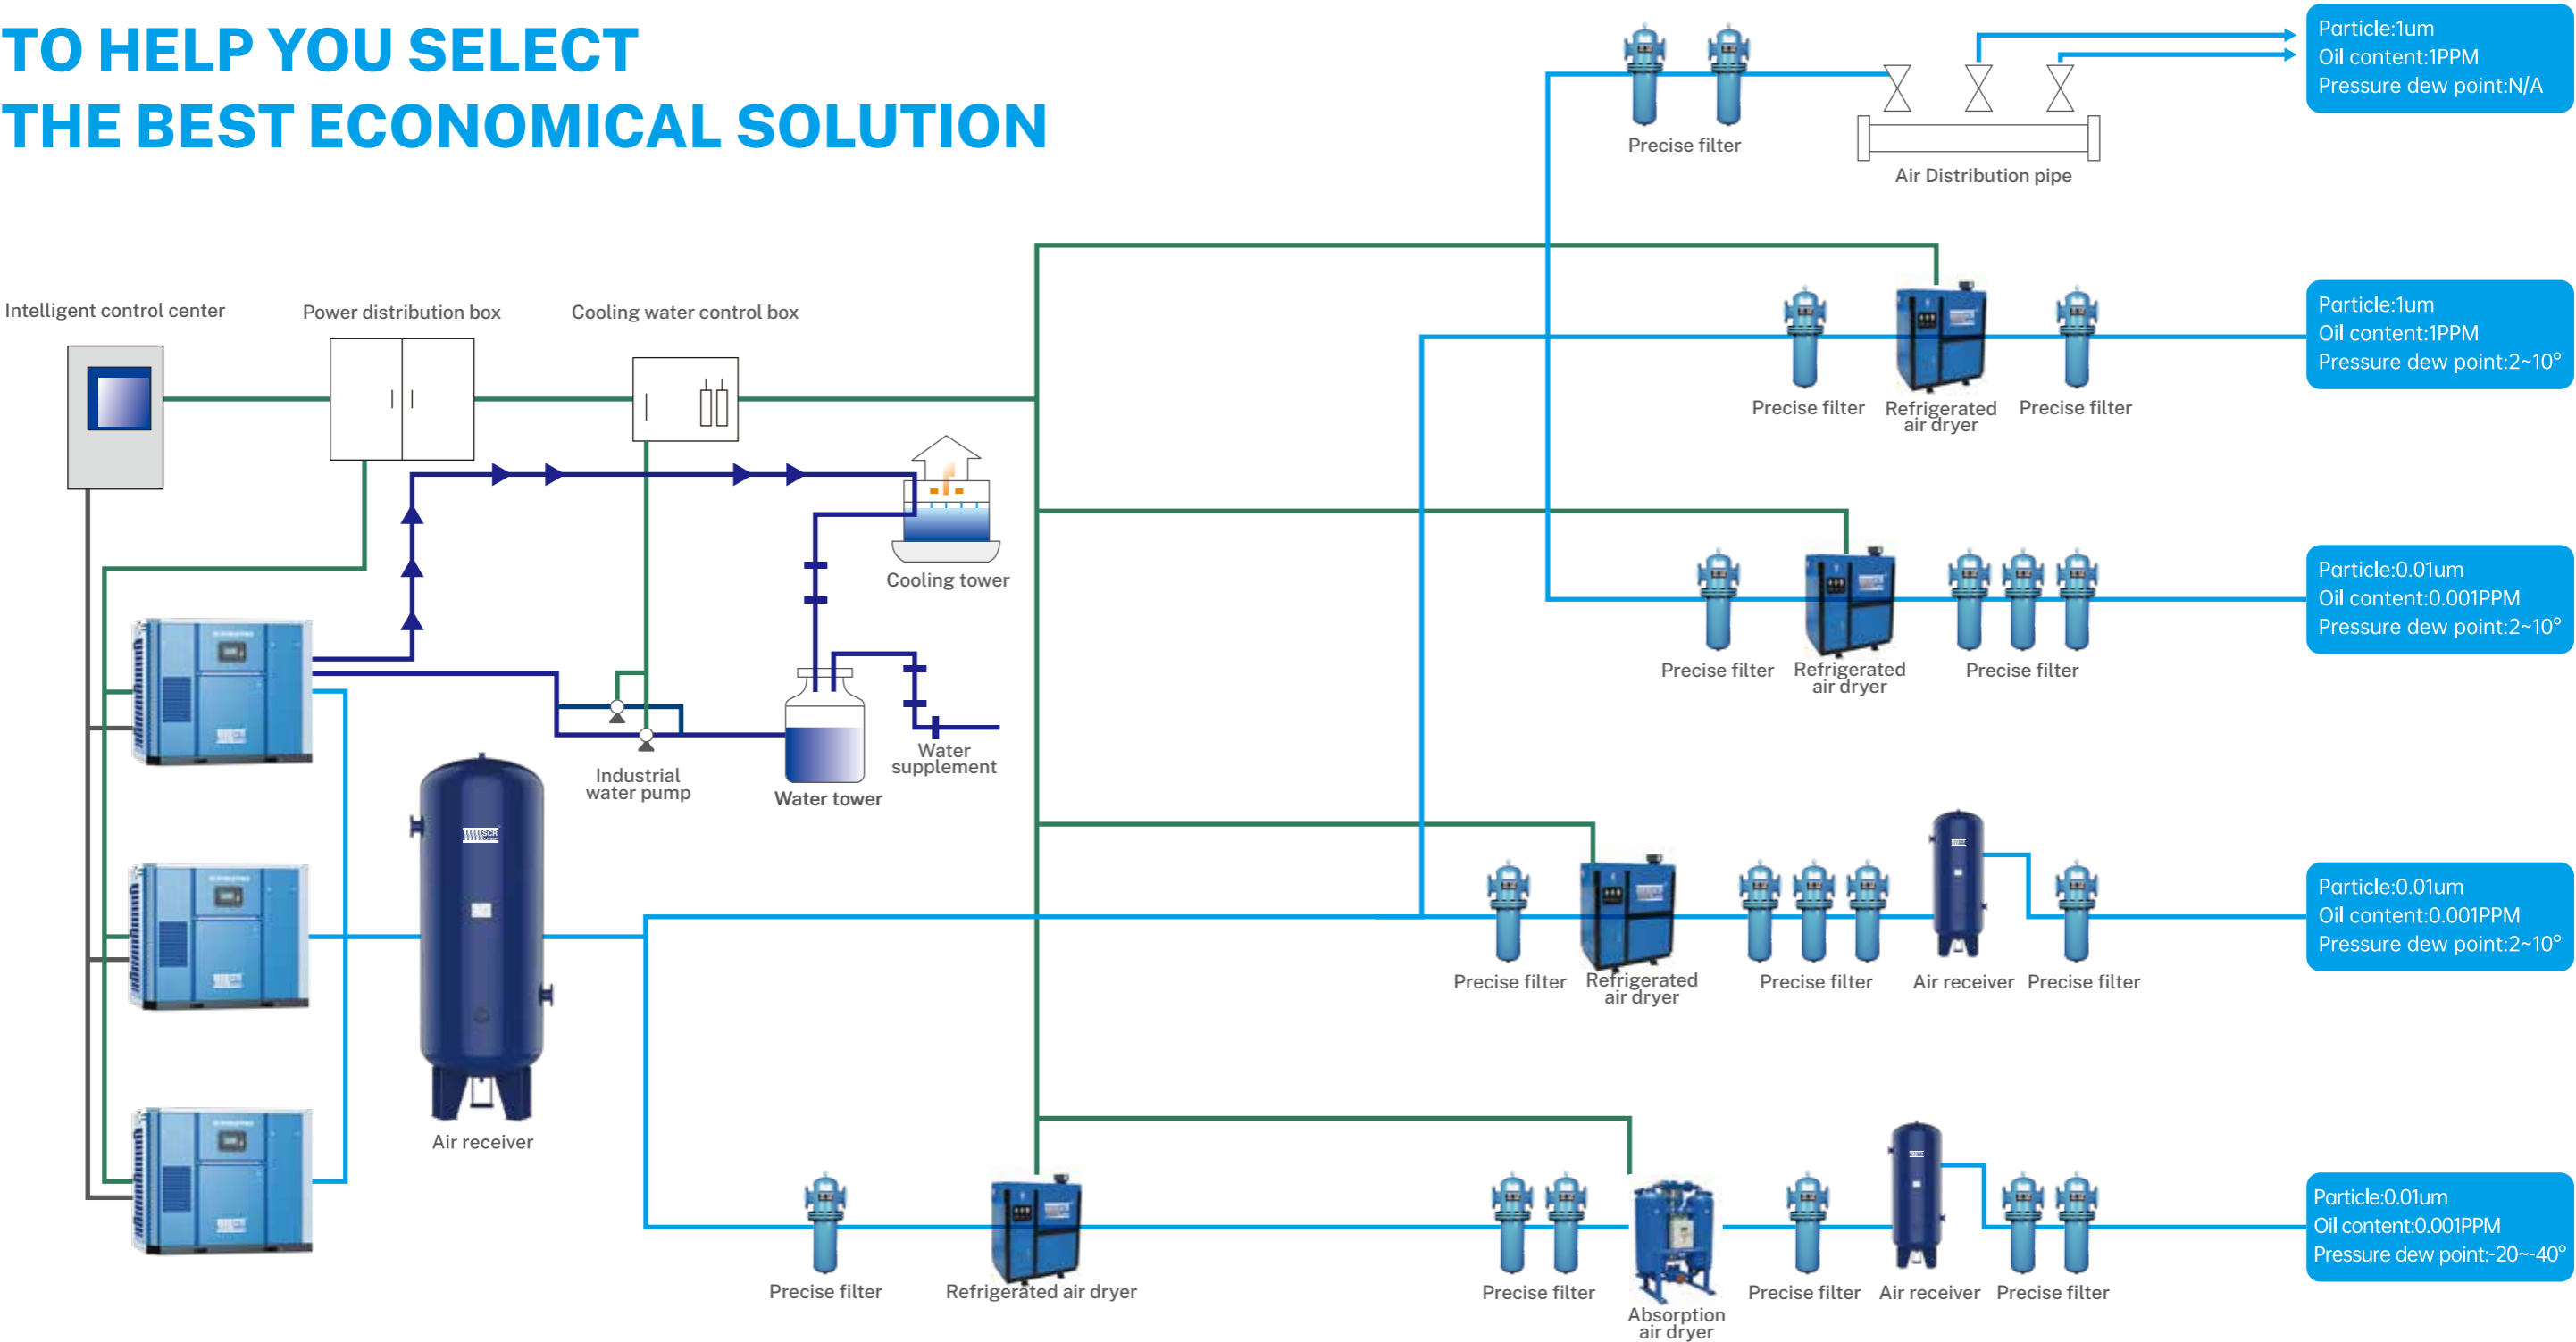 TO HELP YOU SELECT
THE BEST ECONOMICAL SOLUTION
Particle:1um
Oil content:1PPM
Pressure dew point:N/A
Precise filter
Air Distribution pipe
Intelligent control center
Power distribution box
Cooling water control box
Particle:1um
Oil content:1PPM
Pressure dew point:2~10°
Precise filter
Refrigerated
air dryer
Precise filter
Cooling tower
Particle:0.01um
Oil content:0.001PPM
Pressure dew point:2~10°
Precise filter
Refrigerated
air dryer
Precise filter
Water
supplement
Industrial
water pump
Water tower
SCR
Particle:0.01um
Oil content:0.001PPM
Pressure dew point:2~10°
Precise filter
Refrigerated
air dryer
Precise filter
Air receiver
Precise filter
Air receiver
Particle:0.01um
Oil content:0.001PPM
Pressure dew point:-20~-40°
Precise filter
Refrigerated air dryer
Precise filter
Absorption
air dryer
Precise filter
Air receiver
Precise filter